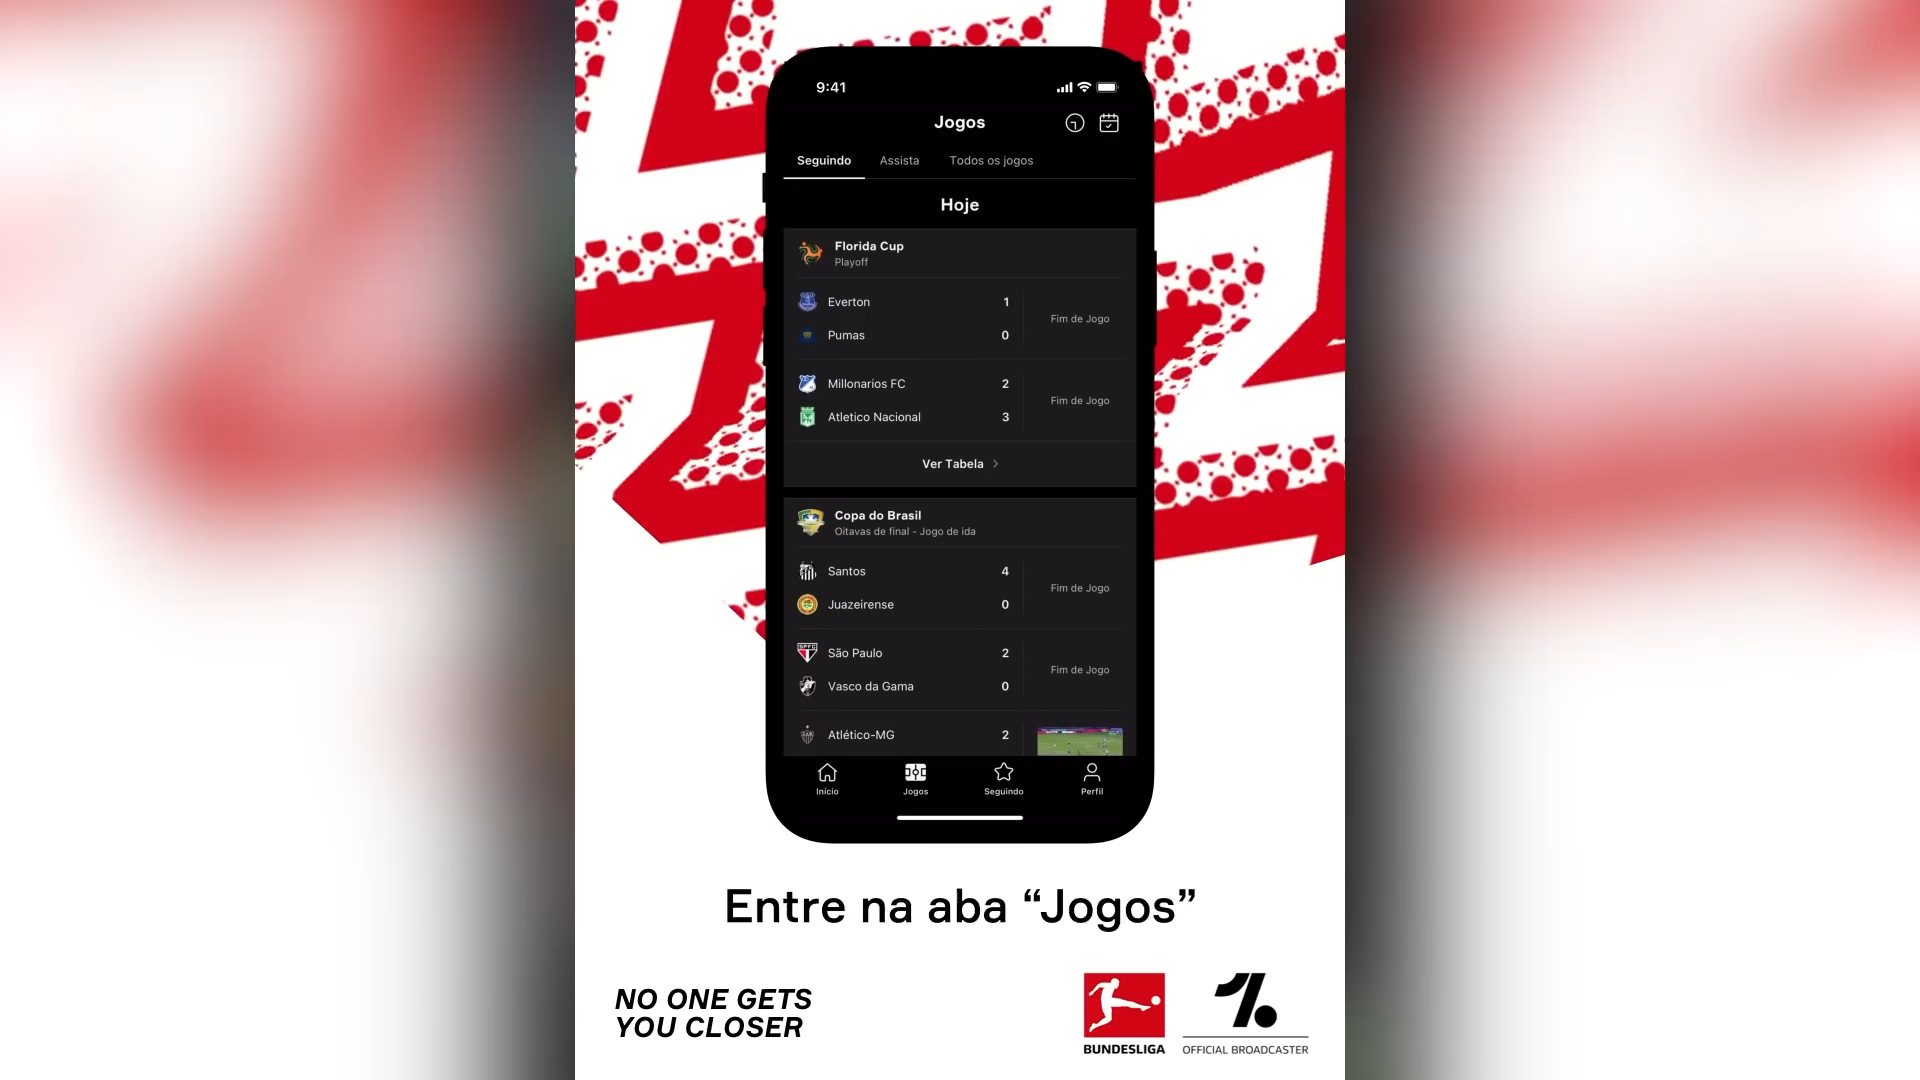 9:41
Jogos
Seguindo Assista Todos os jogos
Hoje
Florida Cup
Playoff
Everton 1
Fim de Jogo
Pumas 0
Millonarios FC 2
Fim de Jogo
Atletico Nacional 3
Ver Tabela
Copa do Brasil
Oitavas de final - Jogo de ida
Santos 4
Fim de Jogo
Juazeirense 0
São Paulo 2
Fim de Jogo
Vasco da Gama 0
Atlético-MG 2
Início Jogos Seguindo Perfil
Entre na aba “Jogos”
NO ONE GETS
YOU CLOSER
BUNDESLIGA
OFFICIAL BROADCASTER